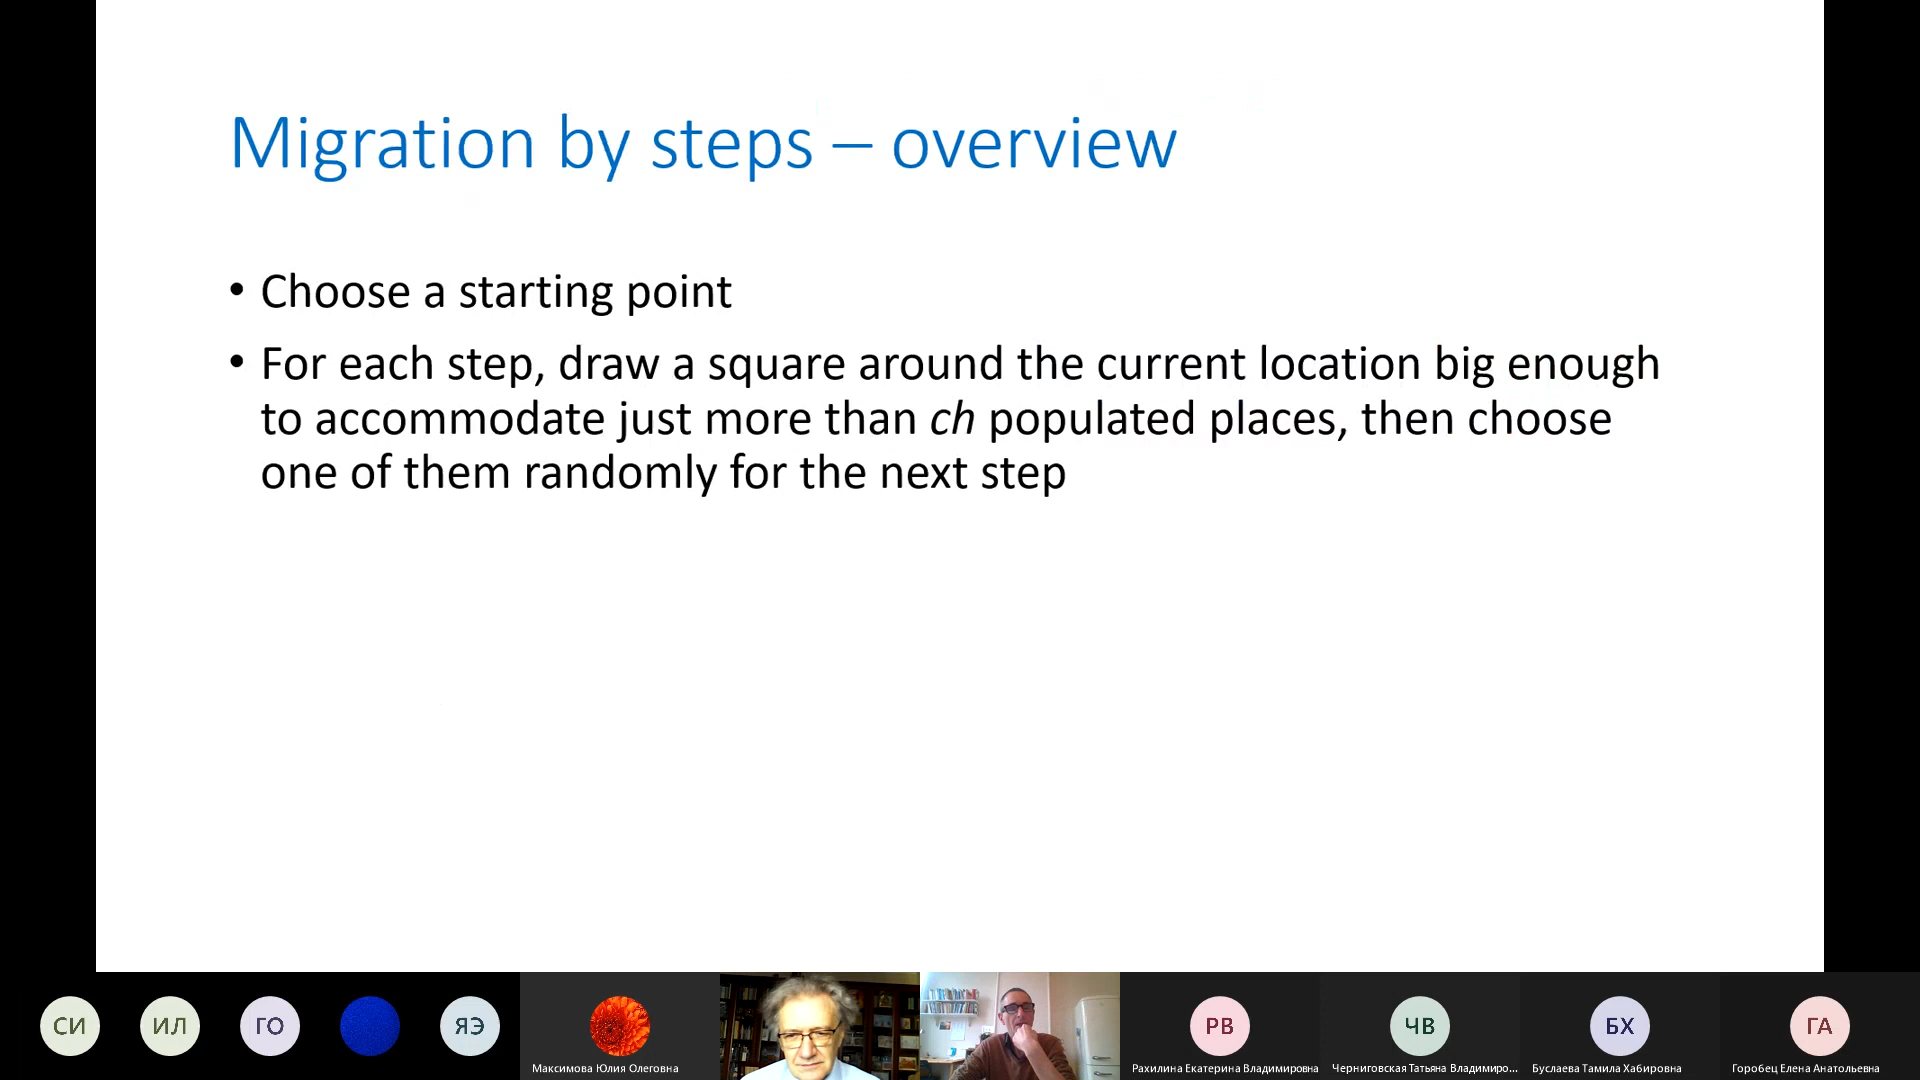 Migration by steps – overview
• Choose a starting point
• For each step, draw a square around the current location big enough
to accommodate just more than ch populated places, then choose
one of them randomly for the next step
СИ
ИЛ
ГО
ЯЭ
РВ
ЧВ
БХ
ГА
Максимова Юлия Олеговна
Рахилина Екатерина Владимировна
Черниговская Татьяна Владимиро...
Буслаева Тамила Хабировна
Горобец Елена Анатольевна